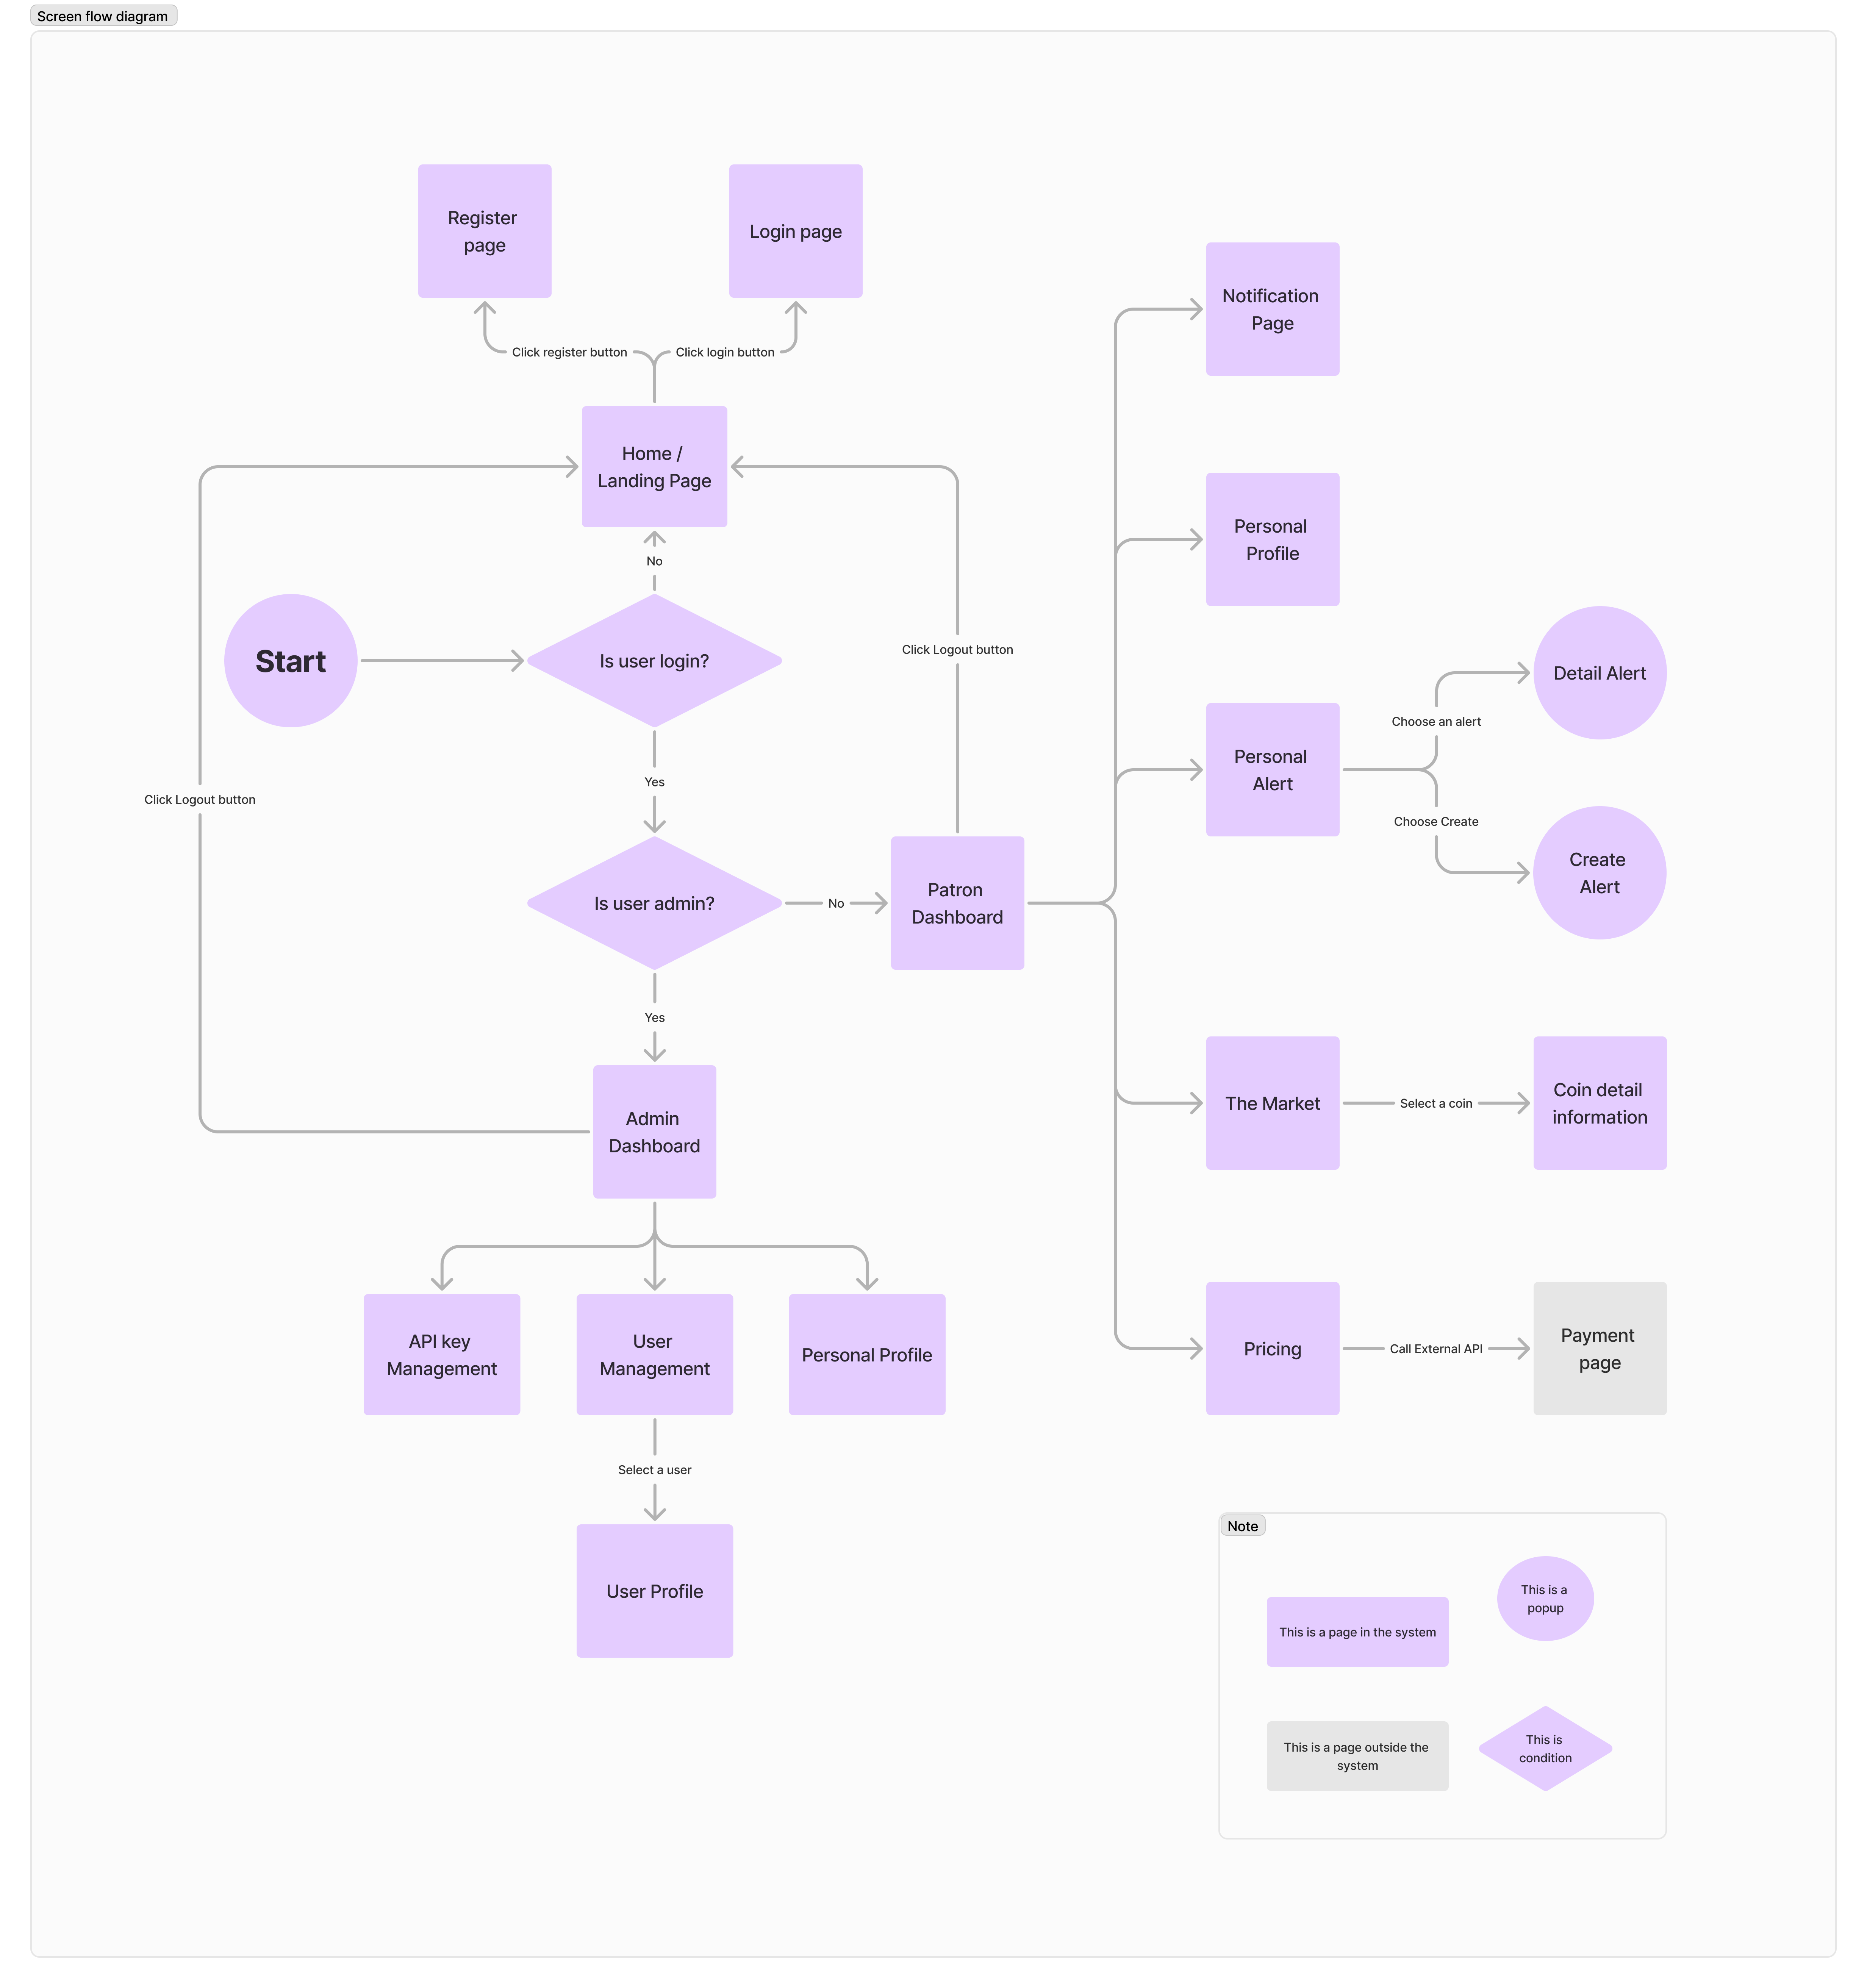 Screen flow diagram
Register
page
Login page
Notification
Page
Click register button
Click login button
Home /
Landing Page
Personal
Profile
No
Start
Is user login?
Click Logout button
Detail Alert
Choose an alert
Personal
Alert
Yes
Click Logout button
Choose Create
Create
Alert
Is user admin?
No
Patron
Dashboard
Yes
Admin
Dashboard
The Market
Select a coin
Coin detail
information
API key
Management
User
Management
Personal Profile
Pricing
Call External API
Payment
page
Select a user
User Profile
Note
This is a
popup
This is a page in the system
This is a page outside the
system
This is
condition